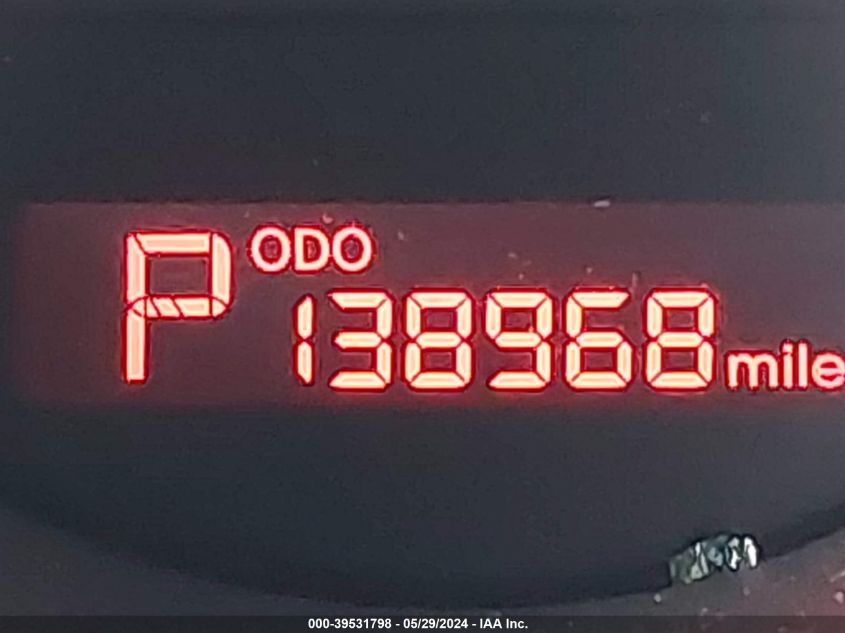 P ODO
138968 mile
000-39531798 - 05/29/2024 - IAA Inc.